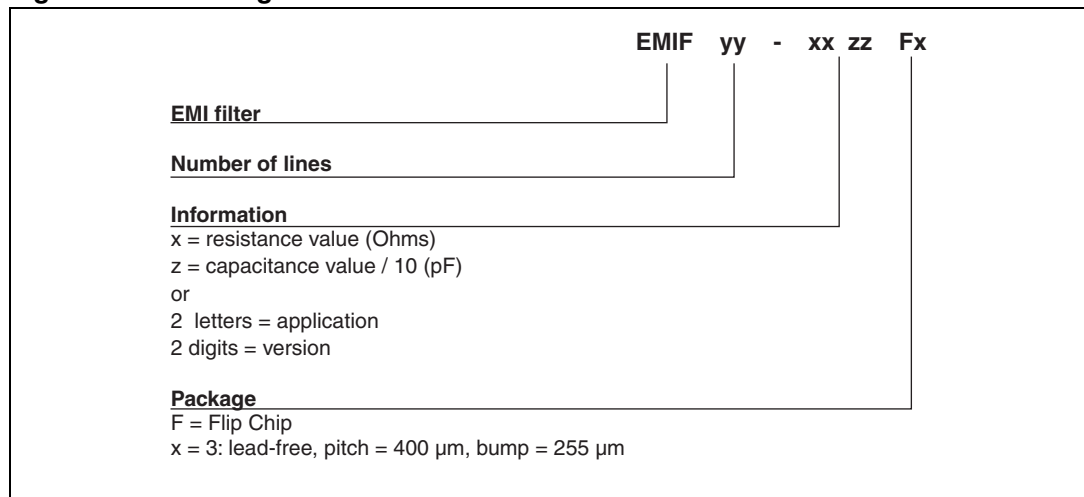 EMIF yy - xx zz Fx
EMI filter
Number of lines
Information
x = resistance value (Ohms)
z = capacitance value / 10 (pF)
or
2 letters = application
2 digits = version
Package
F = Flip Chip
x = 3: lead-free, pitch = 400 µm, bump = 255 µm